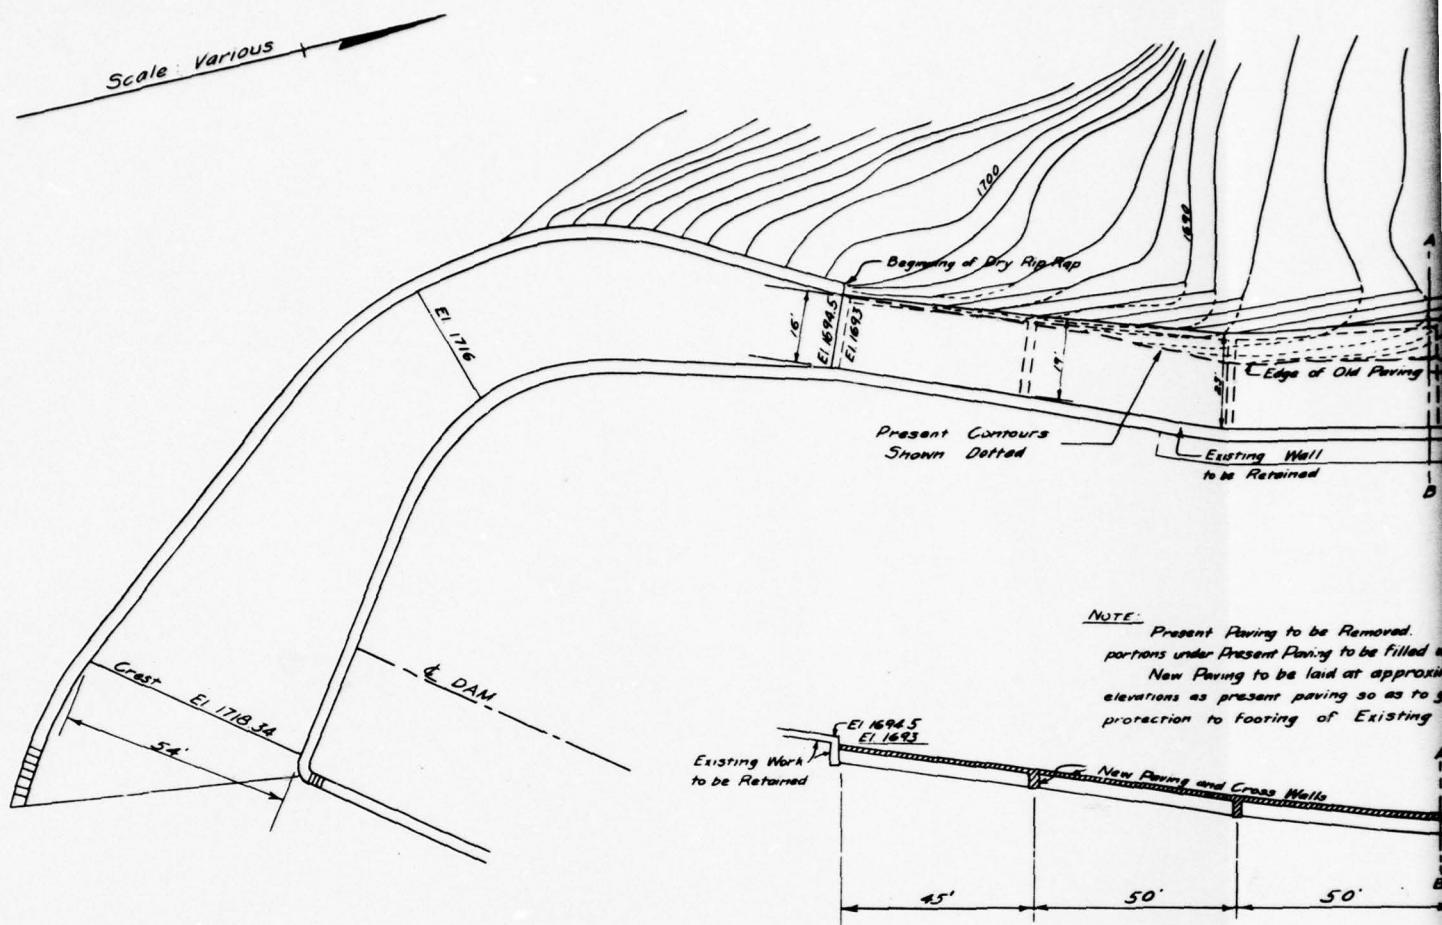 Scale Various
1700
1690
A
Beginning of Dry Rip Rap
El 1716
16'
El 1694.5
El. 1693
17'
Edge of Old Paving
Present Contours
Shown Dotted
Existing Wall
to be Retained
B
NOTE:
Present Paving to be Removed.
portions under Present Paving to be filled
New Paving to be laid at
elevations as present paving so as to
protection to footing of Existing
Crest El 1718.34
54'
℄ DAM
El 1694.5
El 1693
Existing Work
to be Retained
New Paving and Cross Walls
A
B
45'
50'
50'